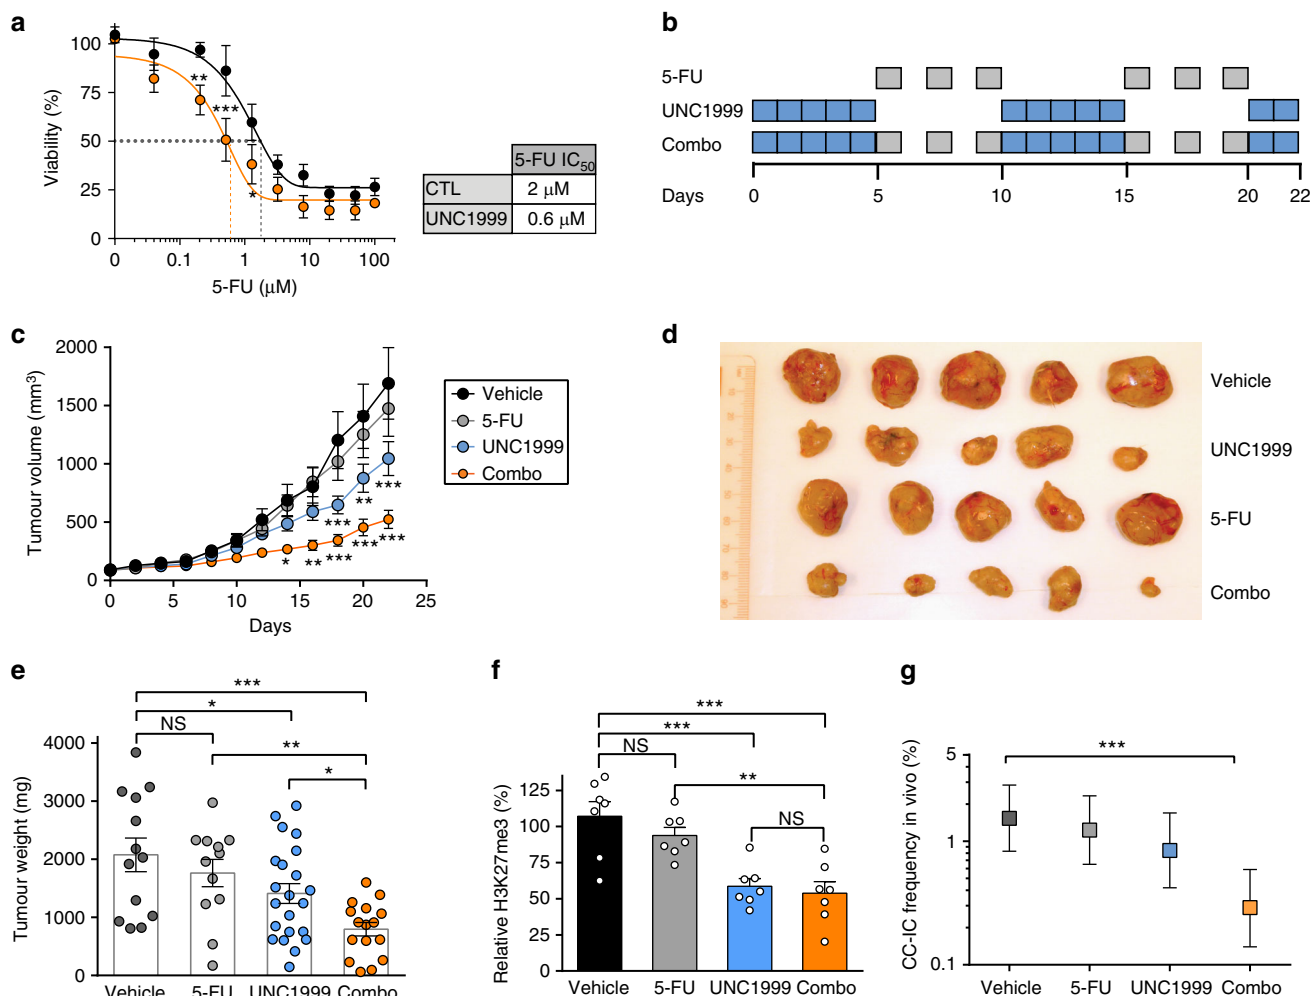 a
100
75
50
25
0
Viability (%)
**
***
*
0
0.1
1
10
100
5-FU (μM)
5-FU IC50
CTL
2 μM
UNC1999
0.6 μM
b
5-FU
UNC1999
Combo
Days
0
5
10
15
20
22
c
2000
1500
1000
500
0
Tumour volume (mm3)
Vehicle
5-FU
UNC1999
Combo
***
**
***
*
**
***
***
***
0
5
10
15
20
25
Days
d
Vehicle
UNC1999
5-FU
Combo
e
***
*
NS
**
*
4000
3000
2000
1000
0
Tumour weight (mg)
Vehicle
5-FU
UNC1999
Combo
f
***
***
NS
**
NS
125
100
75
50
25
0
Relative H3K27me3 (%)
Vehicle
5-FU
UNC1999
Combo
g
***
5
1
0.1
CC-IC frequency in vivo (%)
Vehicle
5-FU
UNC1999
Combo